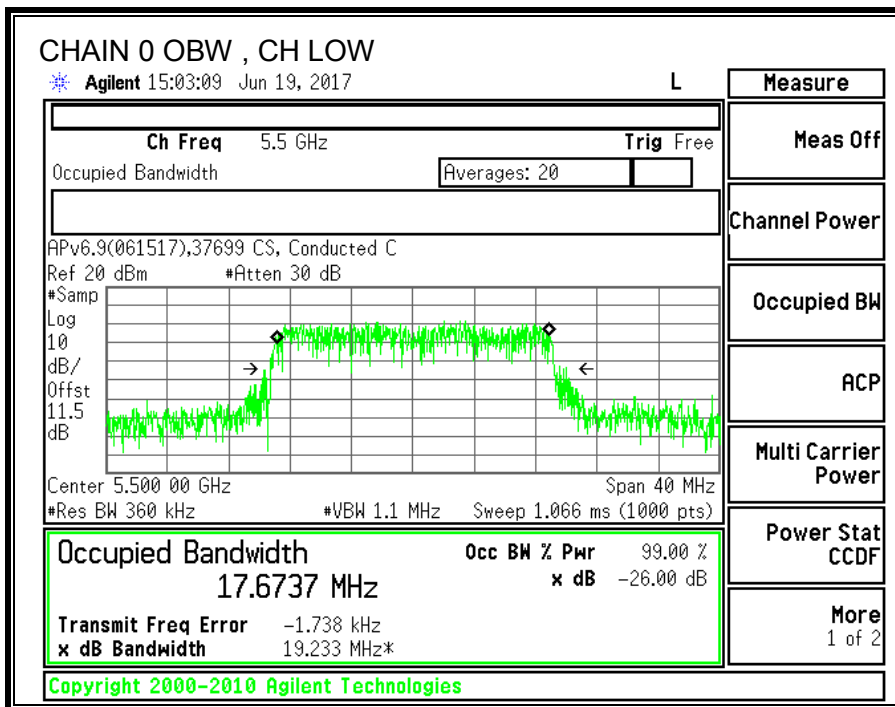 CHAIN 0 OBW , CH LOW
Agilent 15:03:09 Jun 19, 2017 L
Measure
Ch Freq 5.5 GHz Trig Free
Meas Off
Occupied Bandwidth Averages: 20
Channel Power
APv6.9(061517),37699 CS, Conducted C
Ref 20 dBm #Atten 30 dB
#Samp
Log
10
dB/
Offst
11.5
dB
Occupied BW
ACP
Multi Carrier
Power
Center 5.500 00 GHz Span 40 MHz
#Res BW 360 kHz #VBW 1.1 MHz Sweep 1.066 ms (1000 pts)
Occupied Bandwidth Occ BW % Pwr 99.00 %
17.6737 MHz x dB -26.00 dB
Power Stat
CCDF
Transmit Freq Error -1.738 kHz
x dB Bandwidth 19.233 MHz*
More
1 of 2
Copyright 2000-2010 Agilent Technologies